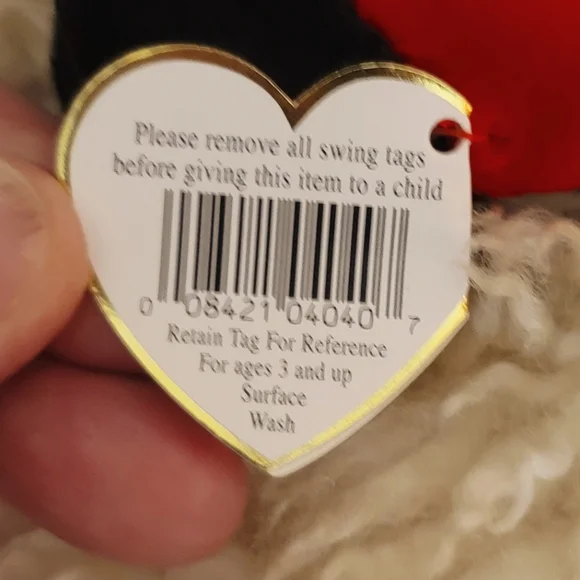 Please remove all swing tags
before giving this item to a child
0 08421 04040 7
Retain Tag For Reference
For ages 3 and up
Surface
Wash